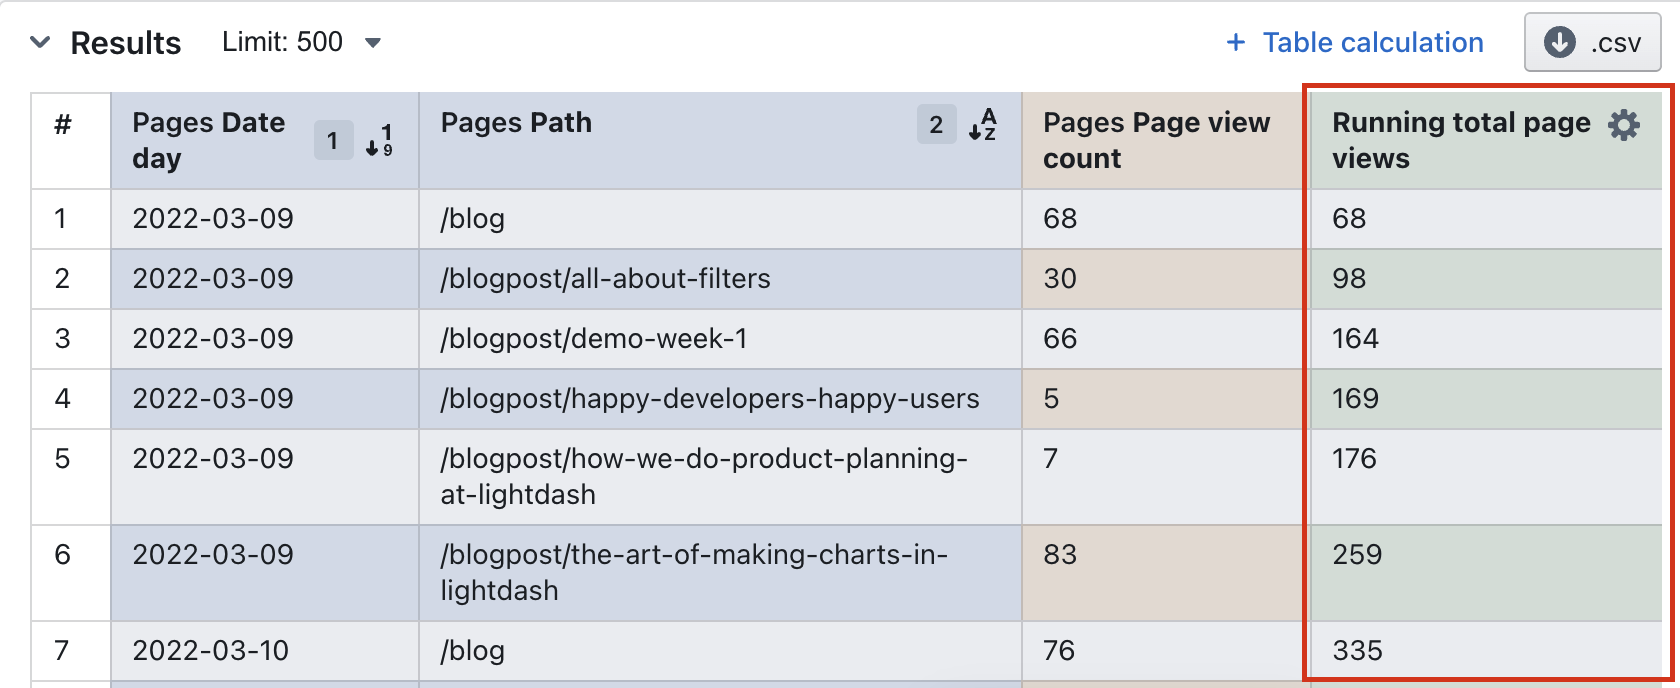 Results Limit: 500 + Table calculation .csv
# Pages Date day 1 1 9 Pages Path 2 A Z Pages Page view count Running total page views
1 2022-03-09 /blog 68 68
2 2022-03-09 /blogpost/all-about-filters 30 98
3 2022-03-09 /blogpost/demo-week-1 66 164
4 2022-03-09 /blogpost/happy-developers-happy-users 5 169
5 2022-03-09 /blogpost/how-we-do-product-planning- 7 176
at-lightdash
6 2022-03-09 /blogpost/the-art-of-making-charts-in- 83 259
lightdash
7 2022-03-10 /blog 76 335